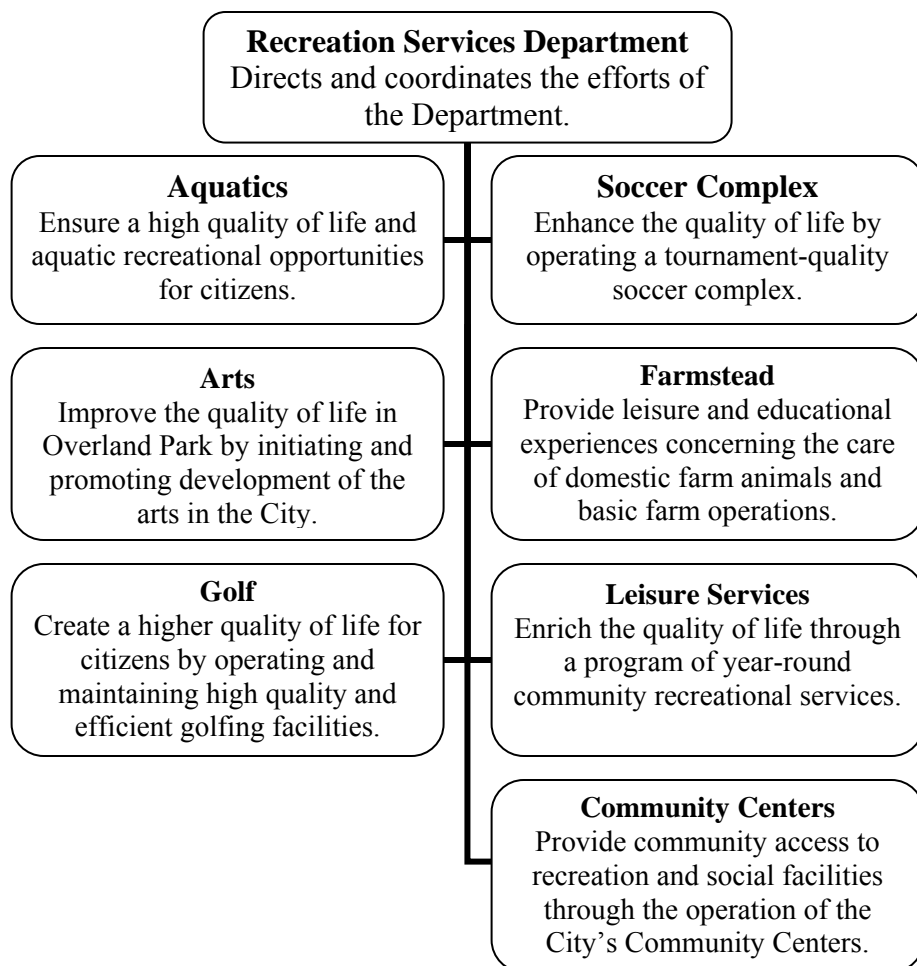 Recreation Services Department
Directs and coordinates the efforts of
the Department.
Aquatics
Ensure a high quality of life and
aquatic recreational opportunities
for citizens.
Soccer Complex
Enhance the quality of life by
operating a tournament-quality
soccer complex.
Arts
Improve the quality of life in
Overland Park by initiating and
promoting development of the
arts in the City.
Farmstead
Provide leisure and educational
experiences concerning the care
of domestic farm animals and
basic farm operations.
Golf
Create a higher quality of life for
citizens by operating and
maintaining high quality and
efficient golfing facilities.
Leisure Services
Enrich the quality of life through
a program of year-round
community recreational services.
Community Centers
Provide community access to
recreation and social facilities
through the operation of the
City’s Community Centers.